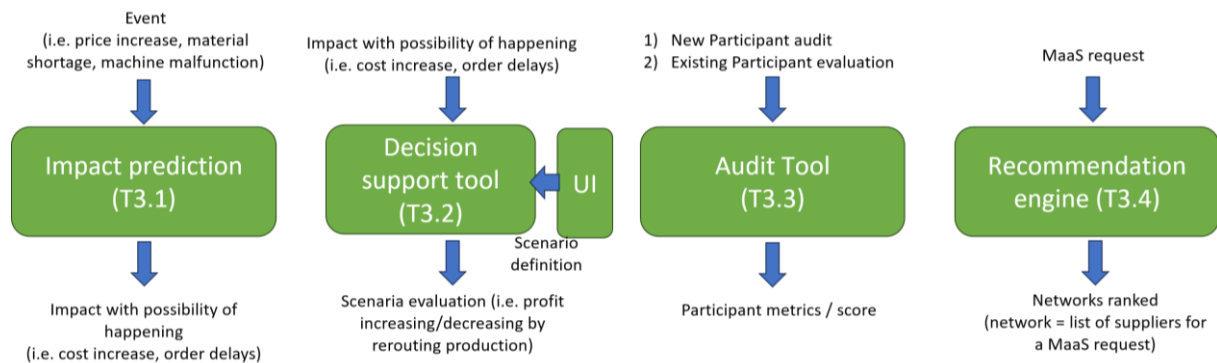 Event
(i.e. price increase, material
shortage, machine malfunction)
Impact prediction
(T3.1)
Impact with possibility of
happening
(i.e. cost increase, order delays)
Impact with possibility of happening
(i.e. cost increase, order delays)
Decision
support tool
(T3.2)
UI
Scenario
definition
Scenaria evaluation (i.e. profit
increasing/decreasing by
rerouting production)
1) New Participant audit
2) Existing Participant evaluation
Audit Tool
(T3.3)
Participant metrics / score
MaaS request
Recommendation
engine (T3.4)
Networks ranked
(network = list of suppliers for
a MaaS request)